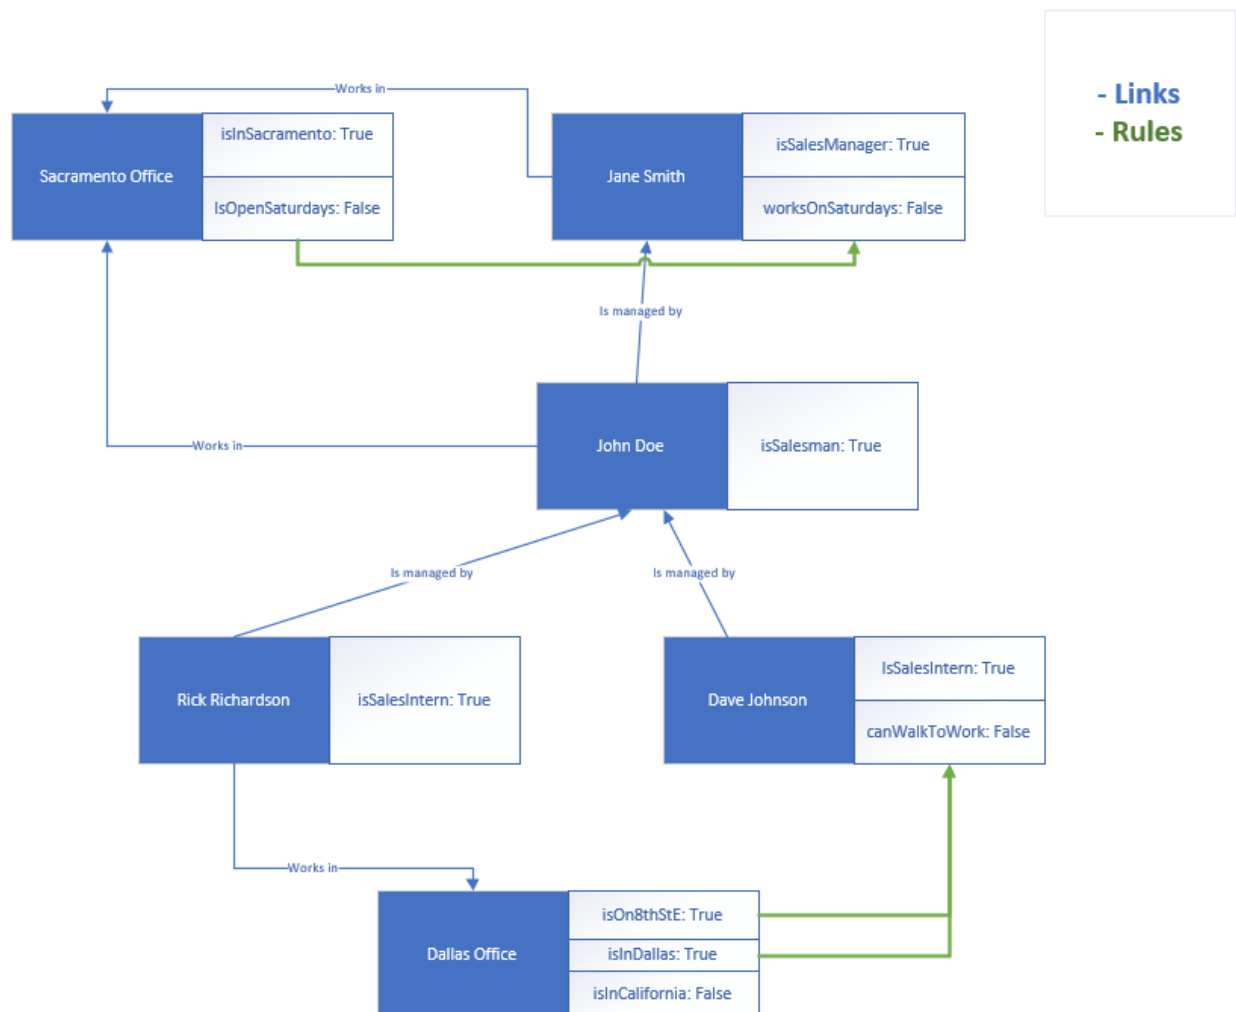 - Links
- Rules
Works in
Sacramento Office
isInSacramento: True
IsOpenSaturdays: False
Jane Smith
isSalesManager: True
worksOnSaturdays: False
Is managed by
John Doe
isSalesman: True
Works in
Is managed by
Is managed by
Rick Richardson
isSalesIntern: True
Dave Johnson
IsSalesIntern: True
canWalkToWork: False
Works in
Dallas Office
isOn8thStE: True
isInDallas: True
isInCalifornia: False